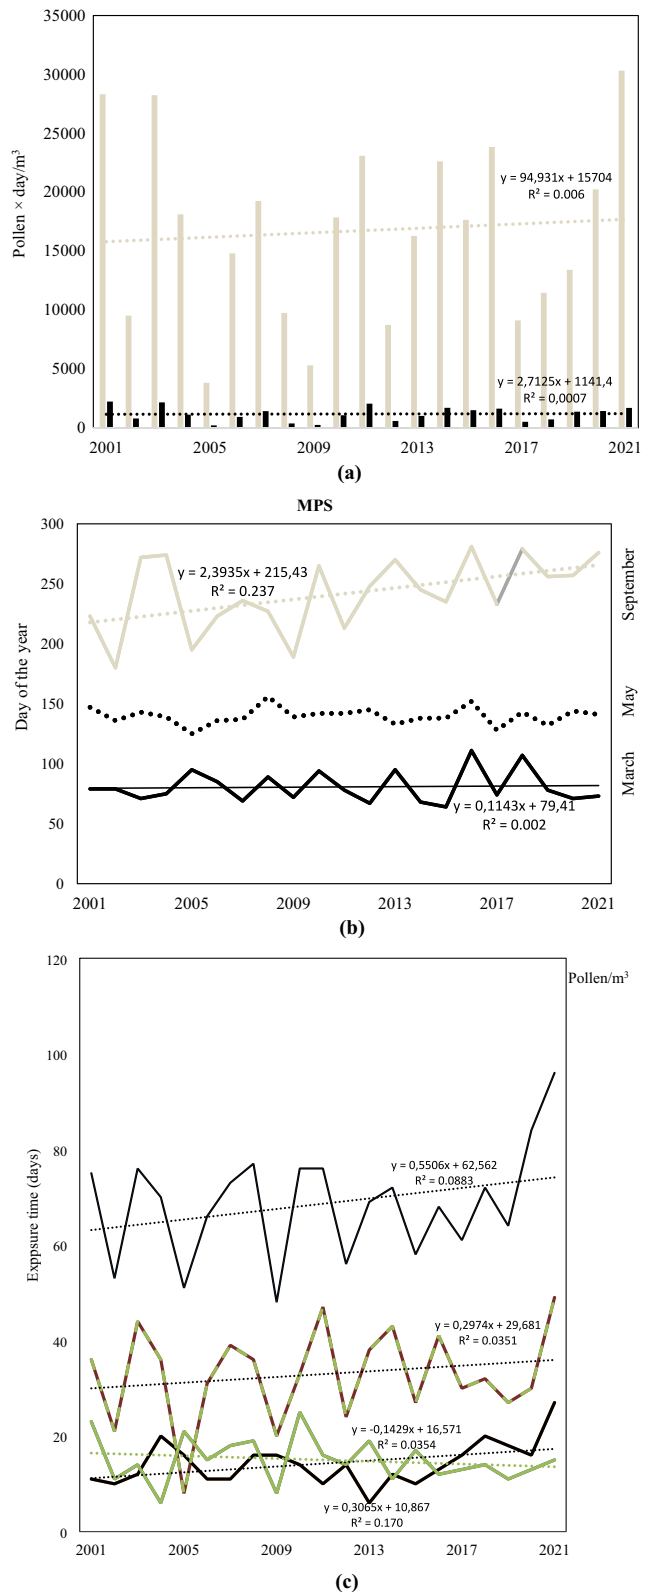 35000
30000
25000
20000
15000
10000
5000
0
Pollen × day/m³
y = 94,931x + 15704
R² = 0.006
y = 2,7125x + 1141,4
R² = 0,0007
2001 2005 2009 2013 2017 2021
(a)
MPS
300
250
200
150
100
50
0
Day of the year
y = 2,3935x + 215,43
R² = 0.237
September
May
March
y = 0,1143x + 79,41
R² = 0.002
2001 2005 2009 2013 2017 2021
(b)
120
100
80
60
40
20
0
Exppsure time (days)
Pollen/m³
y = 0,5506x + 62,562
R² = 0.0883
y = 0,2974x + 29,681
R² = 0.0351
y = -0,1429x + 16,571
R² = 0.0354
y = 0,3065x + 10,867
R² = 0.170
2001 2005 2009 2013 2017 2021
(c)